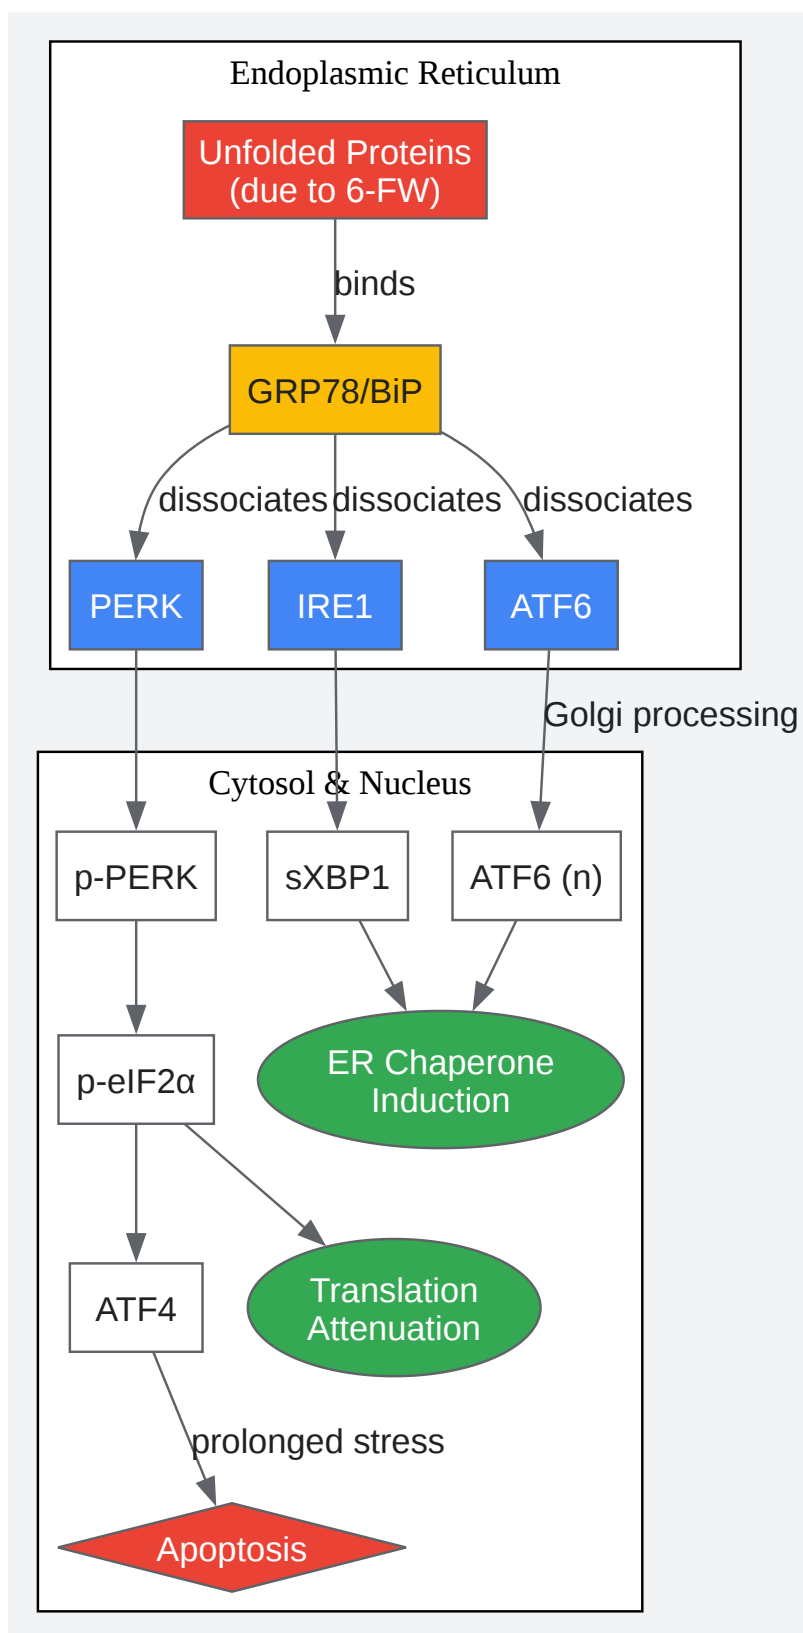 Endoplasmic Reticulum
Unfolded Proteins
(due to 6-FW)
binds
GRP78/BiP
dissociates
dissociates
dissociates
PERK
IRE1
ATF6
Golgi processing
Cytosol & Nucleus
p-PERK
sXBP1
ATF6 (n)
p-eIF2α
ER Chaperone
Induction
ATF4
Translation
Attenuation
prolonged stress
Apoptosis